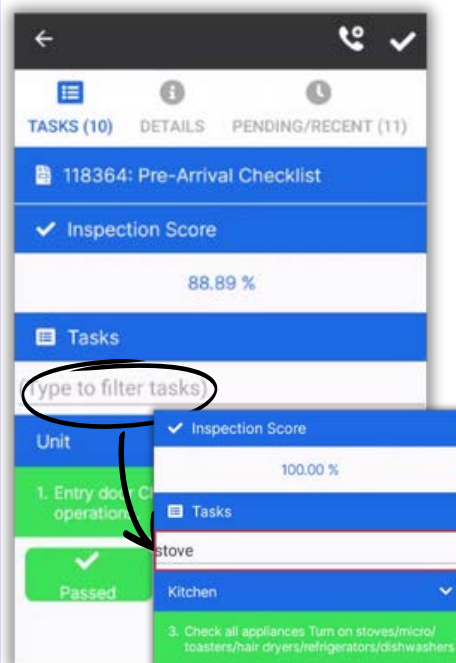 TASKS (10) DETAILS PENDING/RECENT (11)
118364: Pre-Arrival Checklist
Inspection Score
88.89 %
Tasks
(Type to filter tasks)
Unit
1. Entry door
operation
Passed
Inspection Score
100.00 %
Tasks
stove
Kitchen
3. Check all appliances Turn on stoves/micro/
toasters/hair dryers/refrigerators/dishwashers